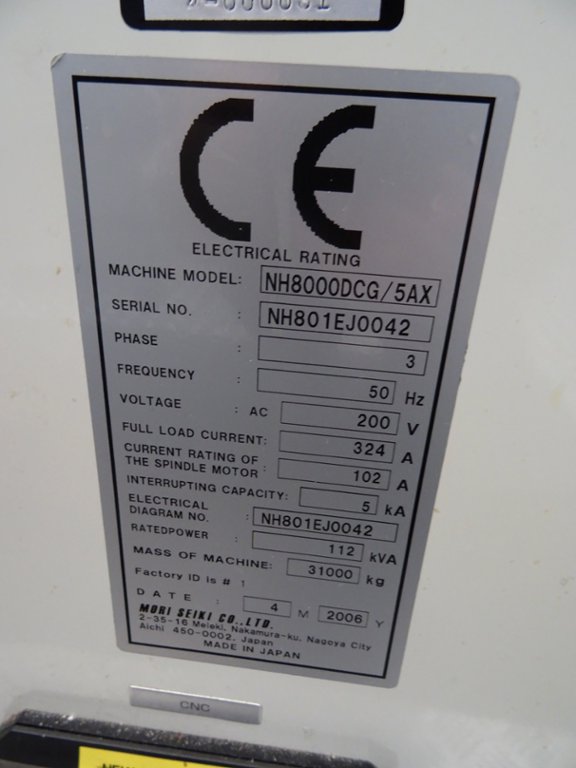 CE
ELECTRICAL RATING
MACHINE MODEL: NH8000DCG/5AX
SERIAL NO. : NH801EJ0042
PHASE : 3
FREQUENCY : 50 Hz
VOLTAGE : AC 200 V
FULL LOAD CURRENT: 324 A
CURRENT RATING OF
THE SPINDLE MOTOR : 102 A
INTERRUPTING CAPACITY: 5 kA
ELECTRICAL
DIAGRAM NO. : NH801EJ0042
RATEDPOWER : 112 kVA
MASS OF MACHINE: 31000 kg
Factory ID is # 1
DATE : 4 M 2006 Y
MORI SEIKI CO.,LTD.
2-35-16 Meieki, Nakamura-ku, Nagoya City
Aichi 450-0002, Japan
MADE IN JAPAN
CNC